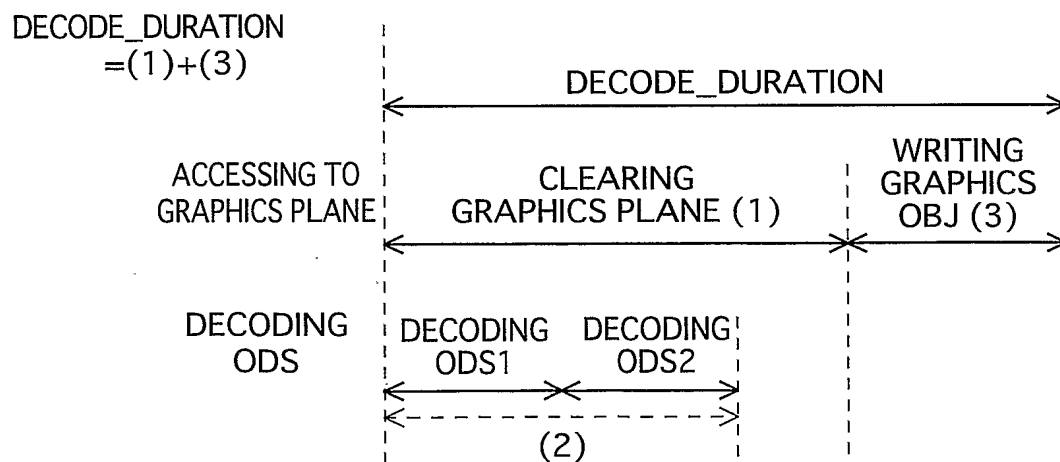 DECODE_DURATION
=(1)+(3)
DECODE_DURATION
ACCESSING TO
GRAPHICS PLANE
CLEARING
GRAPHICS PLANE (1)
WRITING
GRAPHICS
OBJ (3)
DECODING
ODS
DECODING
ODS1
DECODING
ODS2
(2)